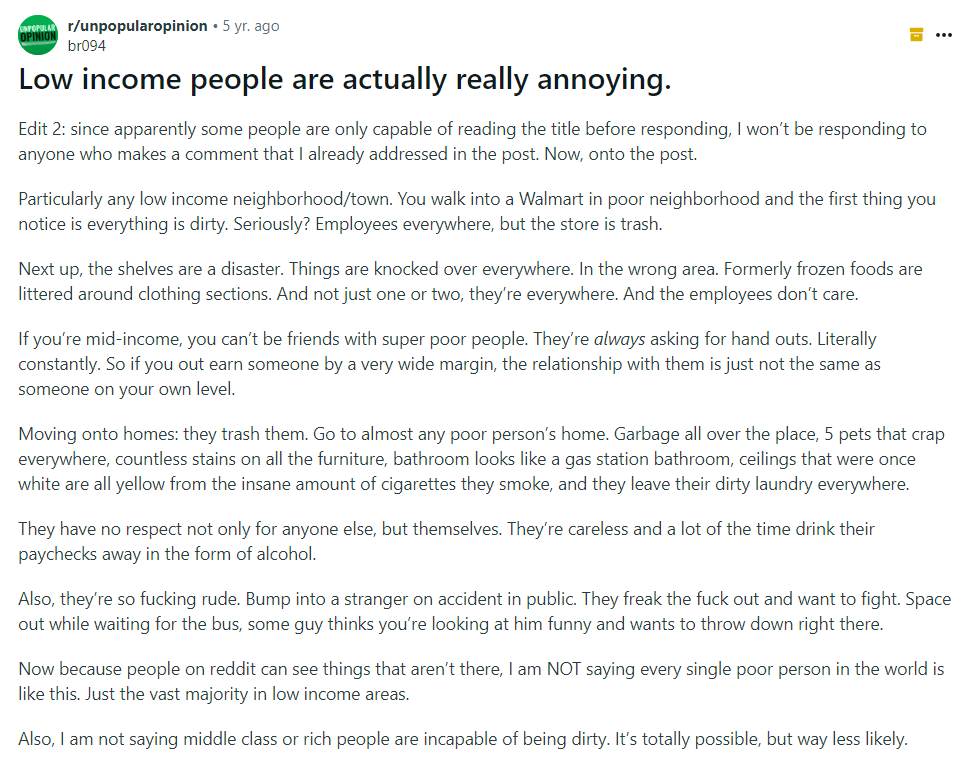 UNPOPULAR
OPINION
r/unpopularopinion • 5 yr. ago
br094
Low income people are actually really annoying.
Edit 2: since apparently some people are only capable of reading the title before responding, I won't be responding to
anyone who makes a comment that I already addressed in the post. Now, onto the post.
Particularly any low income neighborhood/town. You walk into a Walmart in poor neighborhood and the first thing you
notice is everything is dirty. Seriously? Employees everywhere, but the store is trash.
Next up, the shelves are a disaster. Things are knocked over everywhere. In the wrong area. Formerly frozen foods are
littered around clothing sections. And not just one or two, they're everywhere. And the employees don't care.
If you're mid-income, you can't be friends with super poor people. They're always asking for hand outs. Literally
constantly. So if you out earn someone by a very wide margin, the relationship with them is just not the same as
someone on your own level.
Moving onto homes: they trash them. Go to almost any poor person's home. Garbage all over the place, 5 pets that crap
everywhere, countless stains on all the furniture, bathroom looks like a gas station bathroom, ceilings that were once
white are all yellow from the insane amount of cigarettes they smoke, and they leave their dirty laundry everywhere.
They have no respect not only for anyone else, but themselves. They're careless and a lot of the time drink their
paychecks away in the form of alcohol.
Also, they're so fucking rude. Bump into a stranger on accident in public. They freak the fuck out and want to fight. Space
out while waiting for the bus, some guy thinks you're looking at him funny and wants to throw down right there.
Now because people on reddit can see things that aren't there, I am NOT saying every single poor person in the world is
like this. Just the vast majority in low income areas.
Also, I am not saying middle class or rich people are incapable of being dirty. It's totally possible, but way less likely.